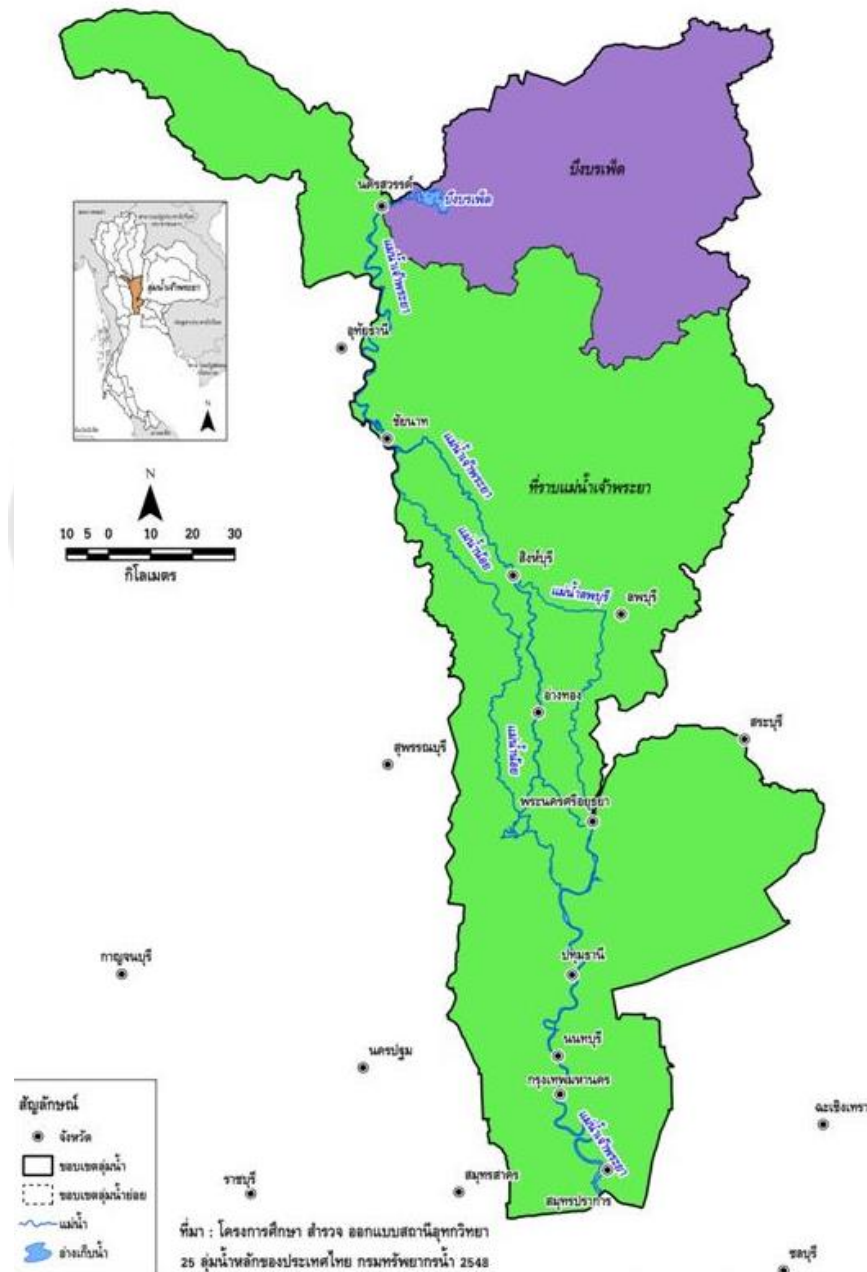 บึงบรเพ็ด
นครสวรรค์
บึงบรเพ็ด
แม่น้ำเจ้าพระยา
ลุ่มน้ำเจ้าพระยา
N
อุทัยธานี
ชัยนาท
แม่น้ำเจ้าพระยา
ที่ราบแม่น้ำเจ้าพระยา
N
10 5 0 10 20 30
กิโลเมตร
แม่น้ำน้อย
สิงห์บุรี
แม่น้ำลพบุรี
ลพบุรี
อ่างทอง
แม่น้ำน้อย
สุพรรณบุรี
สระบุรี
พระนครศรีอยุธยา
กาญจนบุรี
ปทุมธานี
นนทบุรี
นครปฐม
กรุงเทพมหานคร
ฉะเชิงเทรา
แม่น้ำเจ้าพระยา
ราชบุรี
สมุทรสาคร
สมุทรปราการ
ชลบุรี
สัญลักษณ์
จังหวัด
ขอบเขตลุ่มน้ำ
ขอบเขตลุ่มน้ำย่อย
แม่น้ำ
อ่างเก็บน้ำ
ที่มา : โครงการศึกษา สำรวจ ออกแบบสถานีอุทกวิทยา
25 ลุ่มน้ำหลักของประเทศไทย กรมทรัพยากรน้ำ 2548